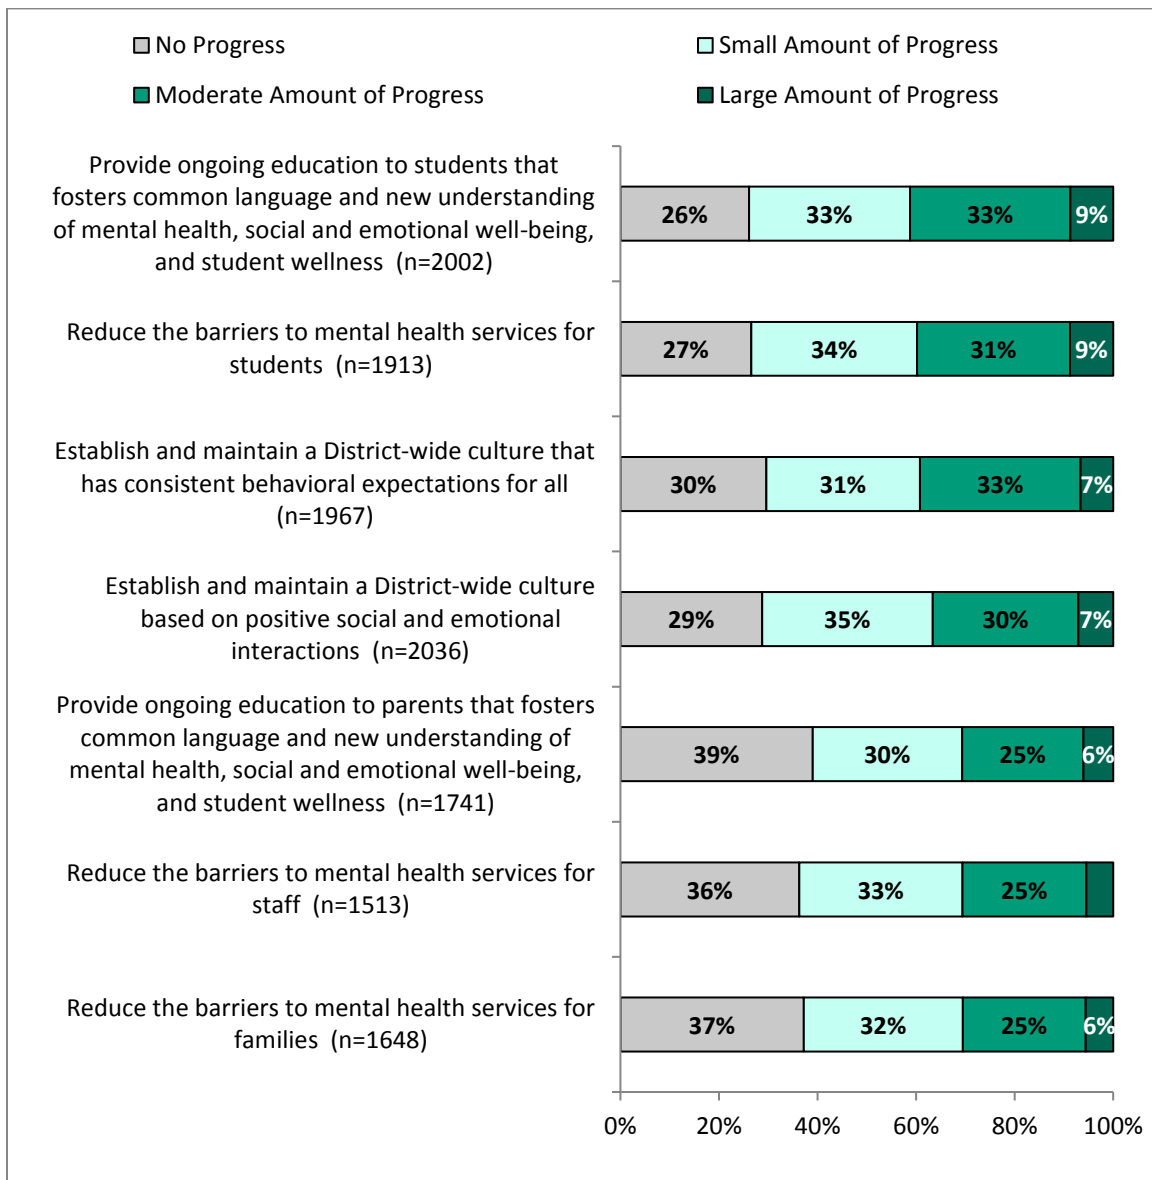 No Progress
Small Amount of Progress
Moderate Amount of Progress
Large Amount of Progress
Provide ongoing education to students that
fosters common language and new understanding
of mental health, social and emotional well-being,
and student wellness (n=2002)
26% 33% 33% 9%
Reduce the barriers to mental health services for
students (n=1913)
27% 34% 31% 9%
Establish and maintain a District-wide culture that
has consistent behavioral expectations for all
(n=1967)
30% 31% 33% 7%
Establish and maintain a District-wide culture
based on positive social and emotional
interactions (n=2036)
29% 35% 30% 7%
Provide ongoing education to parents that fosters
common language and new understanding of
mental health, social and emotional well-being,
and student wellness (n=1741)
39% 30% 25% 6%
Reduce the barriers to mental health services for
staff (n=1513)
36% 33% 25%
Reduce the barriers to mental health services for
families (n=1648)
37% 32% 25% 6%
0% 20% 40% 60% 80% 100%